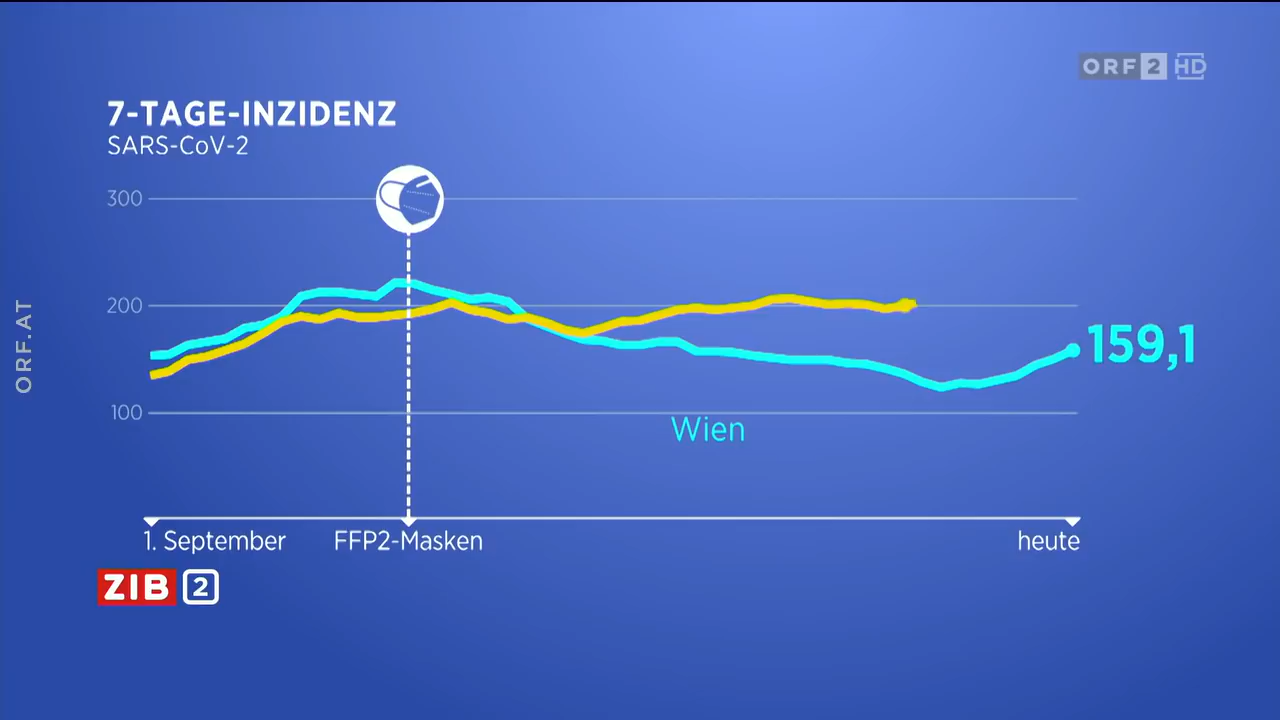 ORF 2 HD
7-TAGE-INZIDENZ
SARS-CoV-2
300
200
100
159,1
Wien
1. September
FFP2-Masken
heute
ZIB 2
ORF.AT